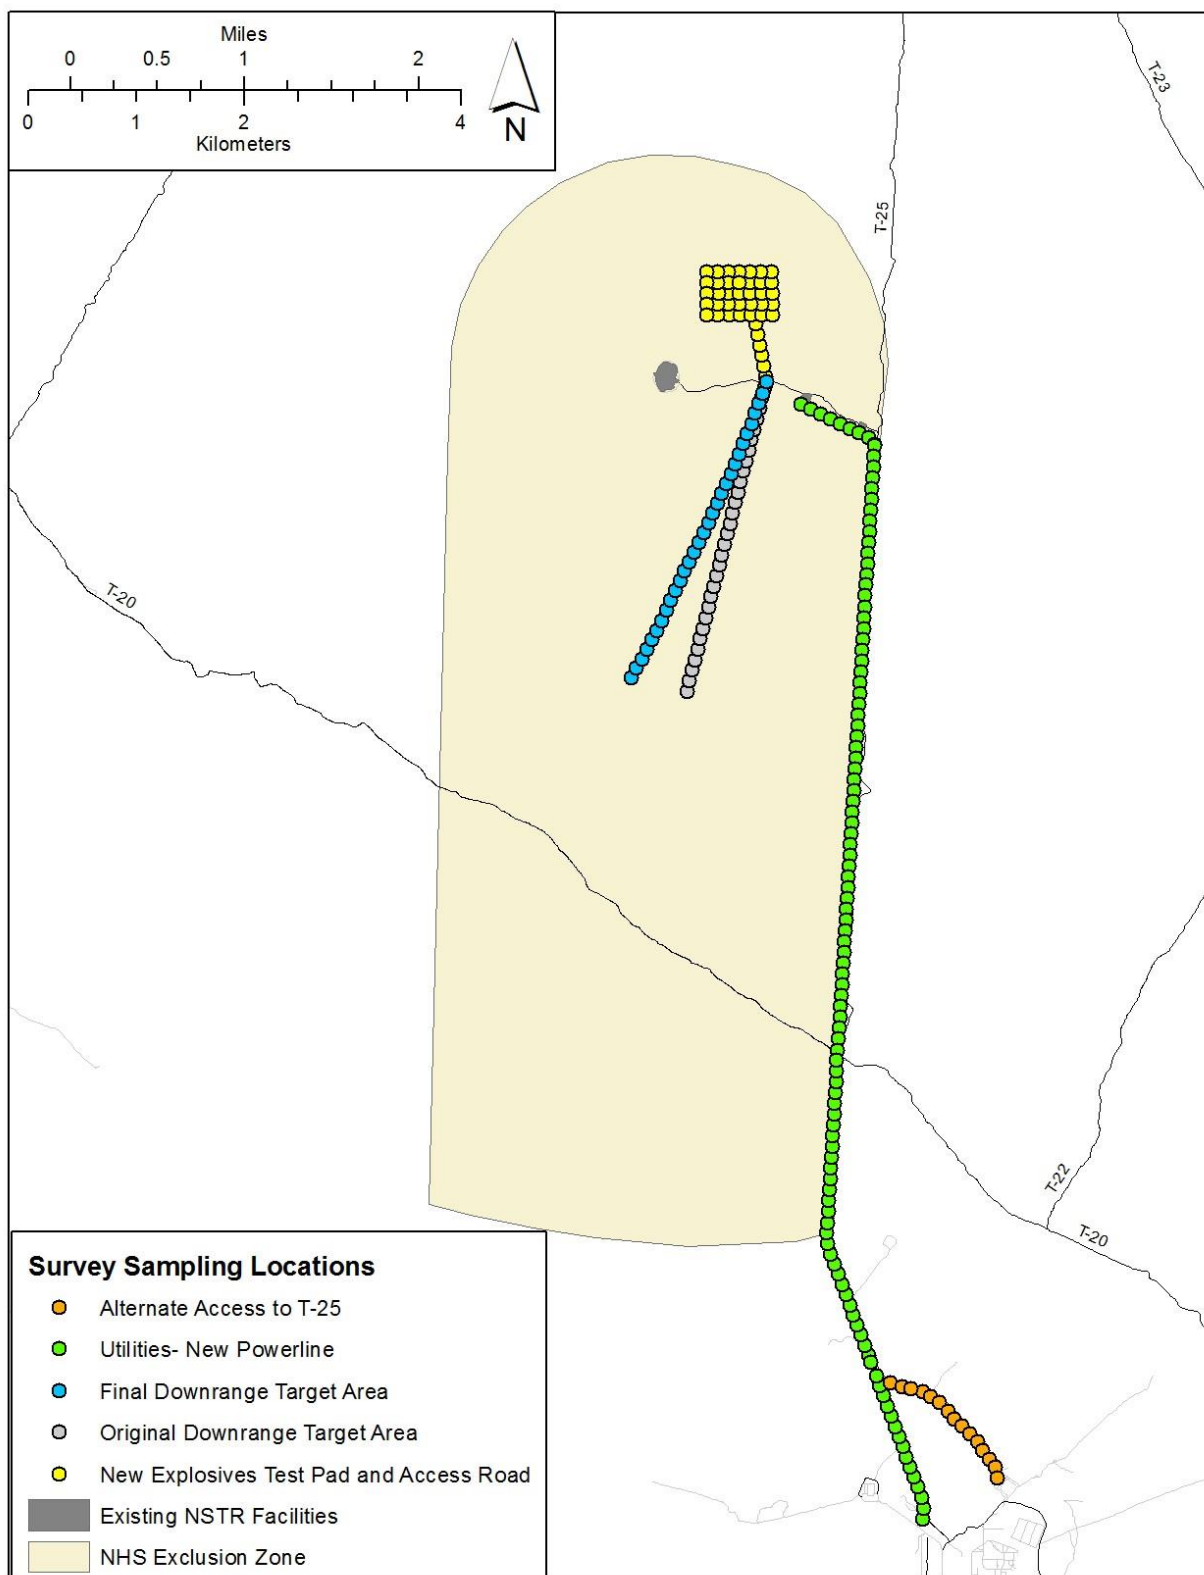 Miles
0 0.5 1 2
0 1 2 4
Kilometers
N
T-23
T-25
T-20
T-22
T-20
Survey Sampling Locations
Alternate Access to T-25
Utilities- New Powerline
Final Downrange Target Area
Original Downrange Target Area
New Explosives Test Pad and Access Road
Existing NSTR Facilities
NHS Exclusion Zone